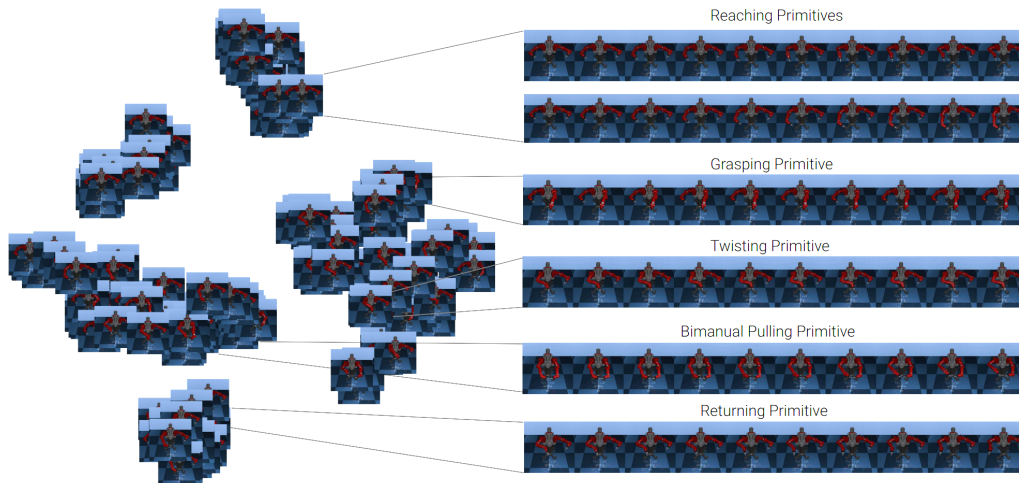 Reaching Primitives
Grasping Primitive
Twisting Primitive
Bimanual Pulling Primitive
Returning Primitive